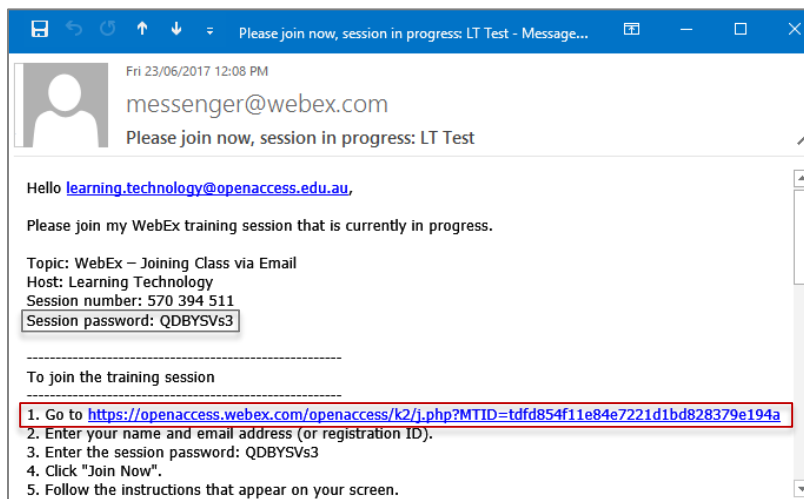 Please join now, session in progress: LT Test - Message...
Fri 23/06/2017 12:08 PM
messenger@webex.com
Please join now, session in progress: LT Test
Hello learning.technology@openaccess.edu.au,
Please join my WebEx training session that is currently in progress.
Topic: WebEx – Joining Class via Email
Host: Learning Technology
Session number: 570 394 511
Session password: QDBYSVs3
-------------------------------------------------------
To join the training session
-------------------------------------------------------
1. Go to https://openaccess.webex.com/openaccess/k2/j.php?MTID=tdfd854f11e84e7221d1bd828379e194a
2. Enter your name and email address (or registration ID).
3. Enter the session password: QDBYSVs3
4. Click "Join Now".
5. Follow the instructions that appear on your screen.